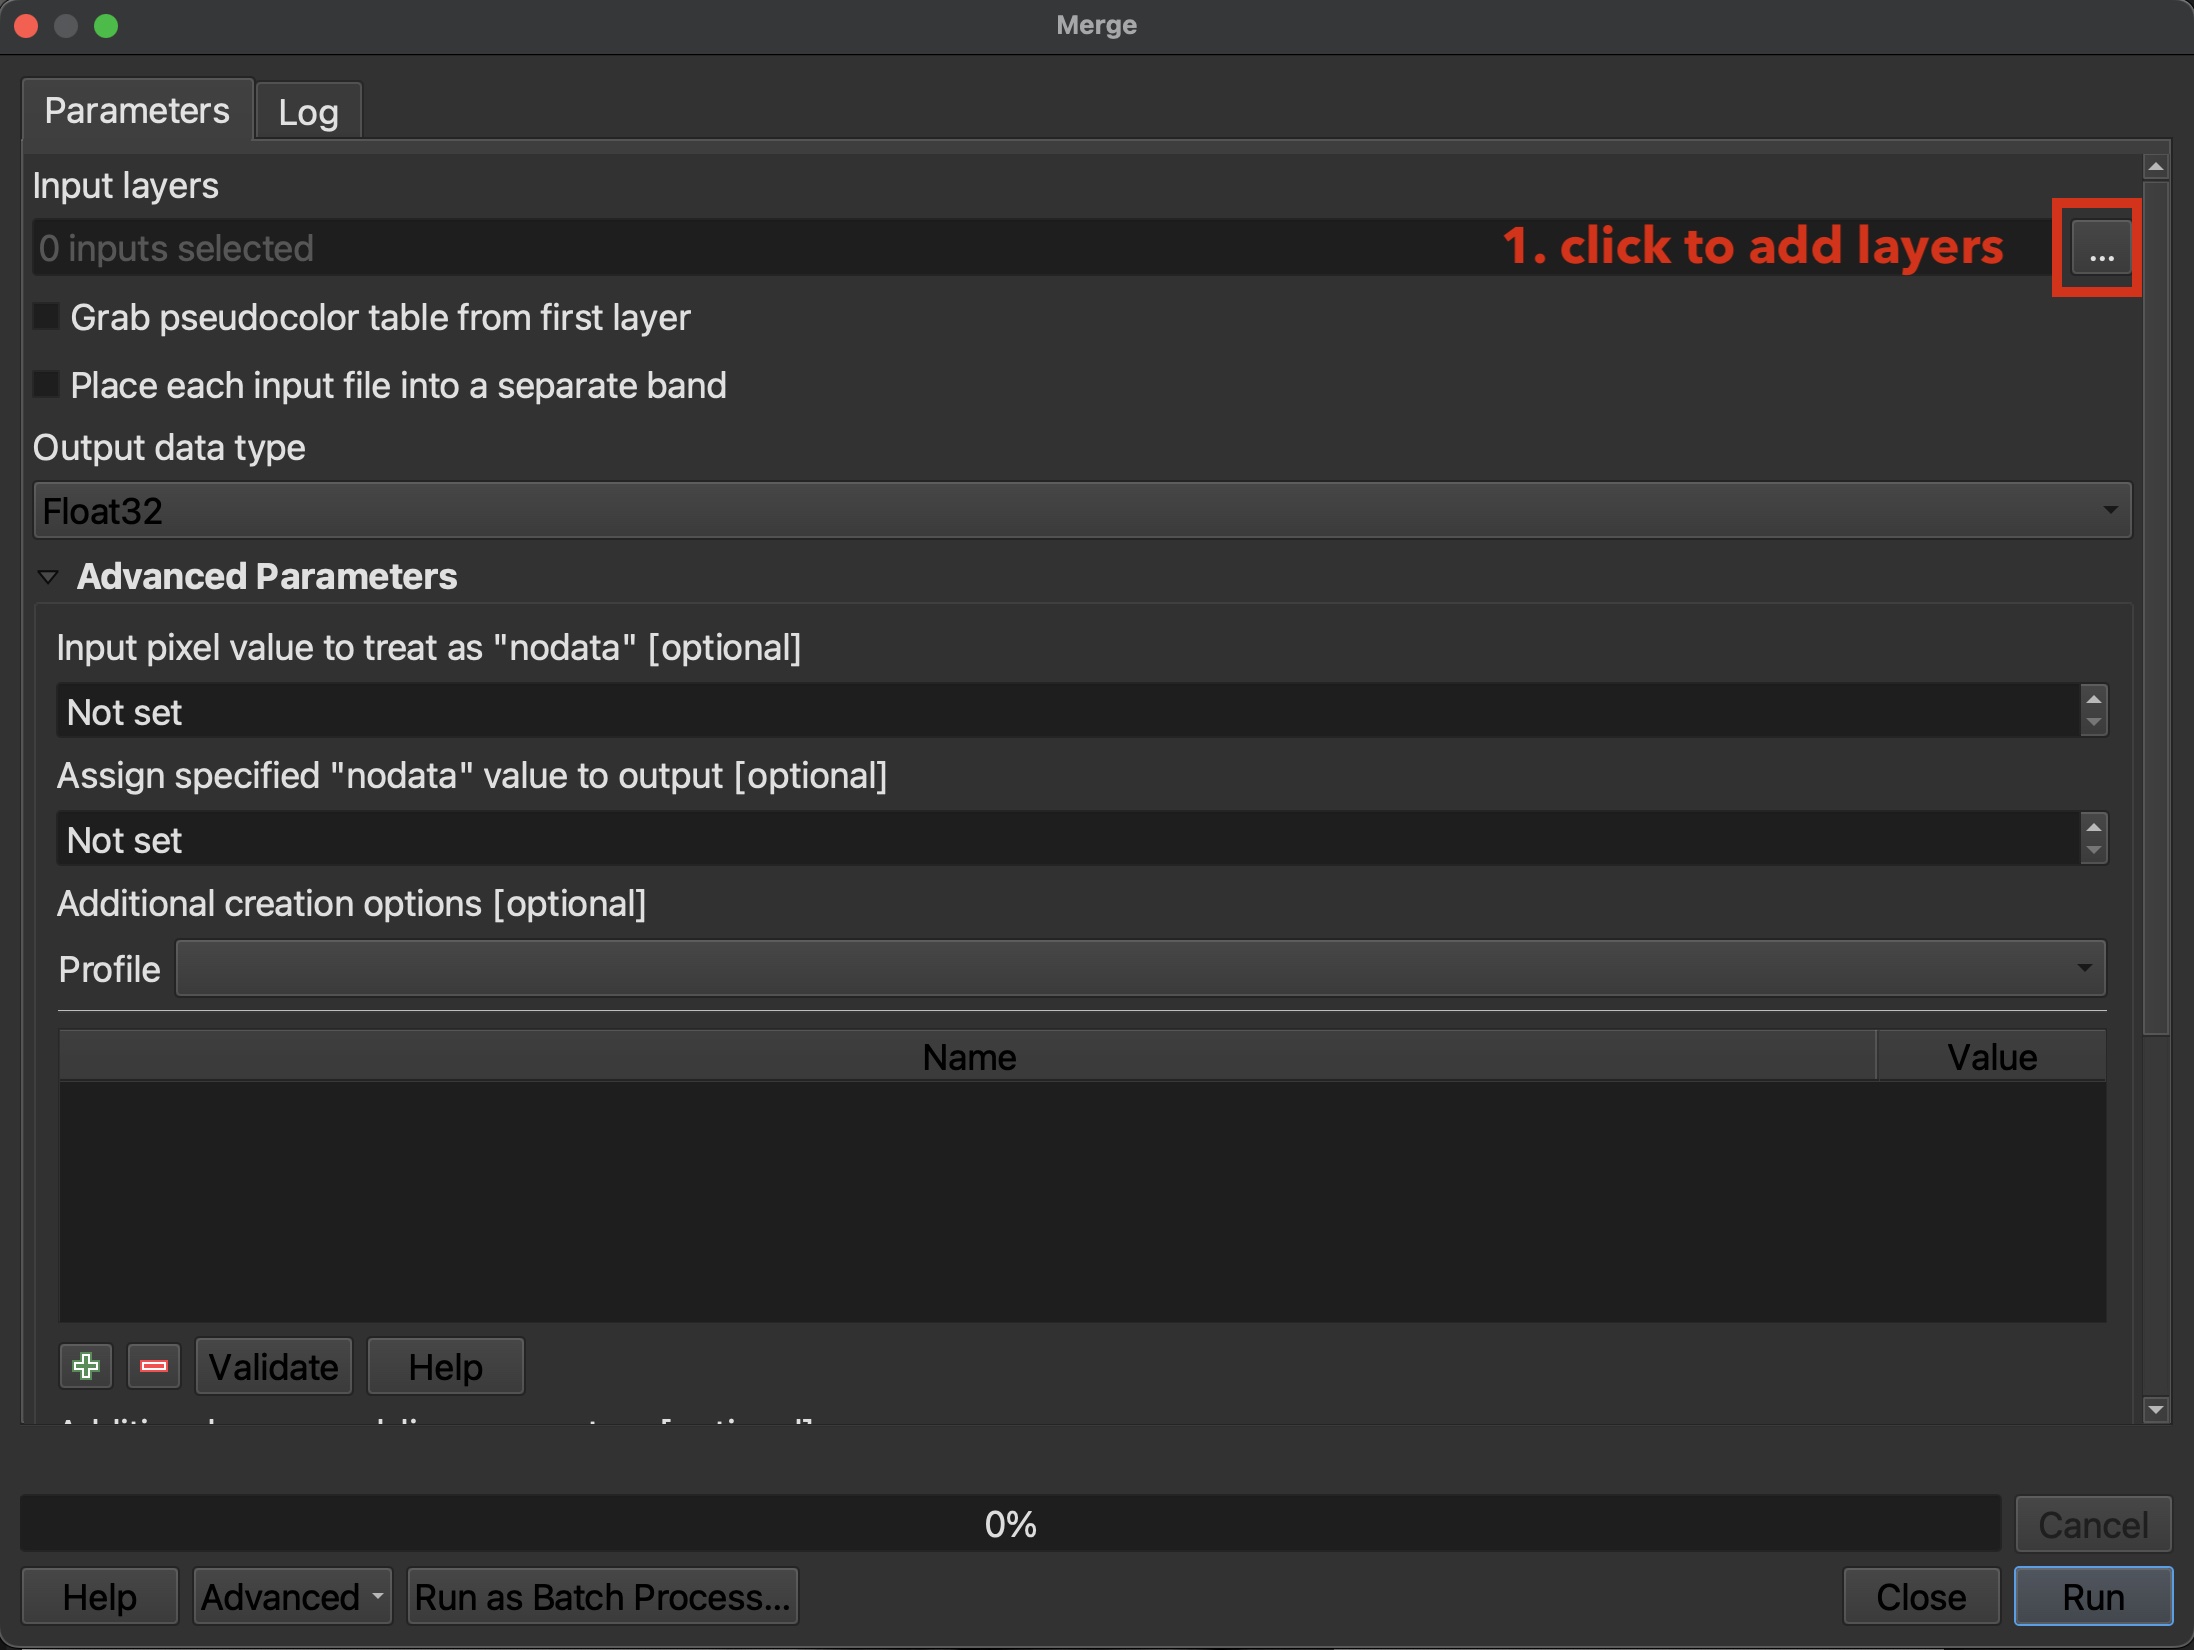 Merge
Parameters
Log
Input layers
0 inputs selected
1. click to add layers
...
Grab pseudocolor table from first layer
Place each input file into a separate band
Output data type
Float32
Advanced Parameters
Input pixel value to treat as "nodata" [optional]
Not set
Assign specified "nodata" value to output [optional]
Not set
Additional creation options [optional]
Profile
Name
Value
Validate
Help
0%
Cancel
Help
Advanced
Run as Batch Process...
Close
Run